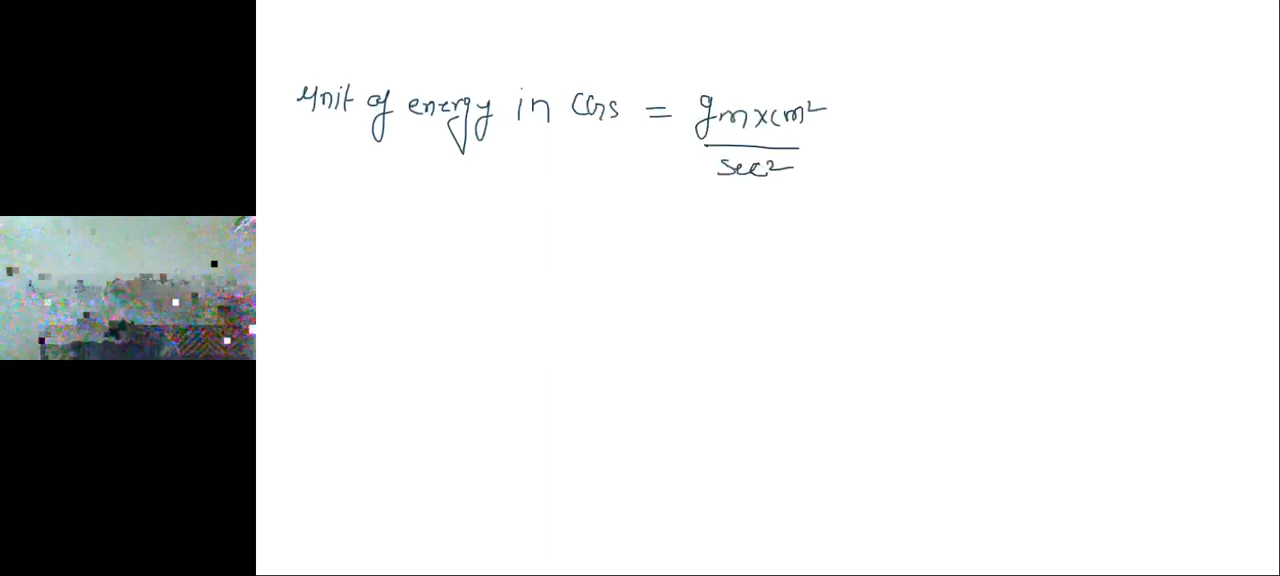 Unit of energy in CGS = gm x cm²
sec²